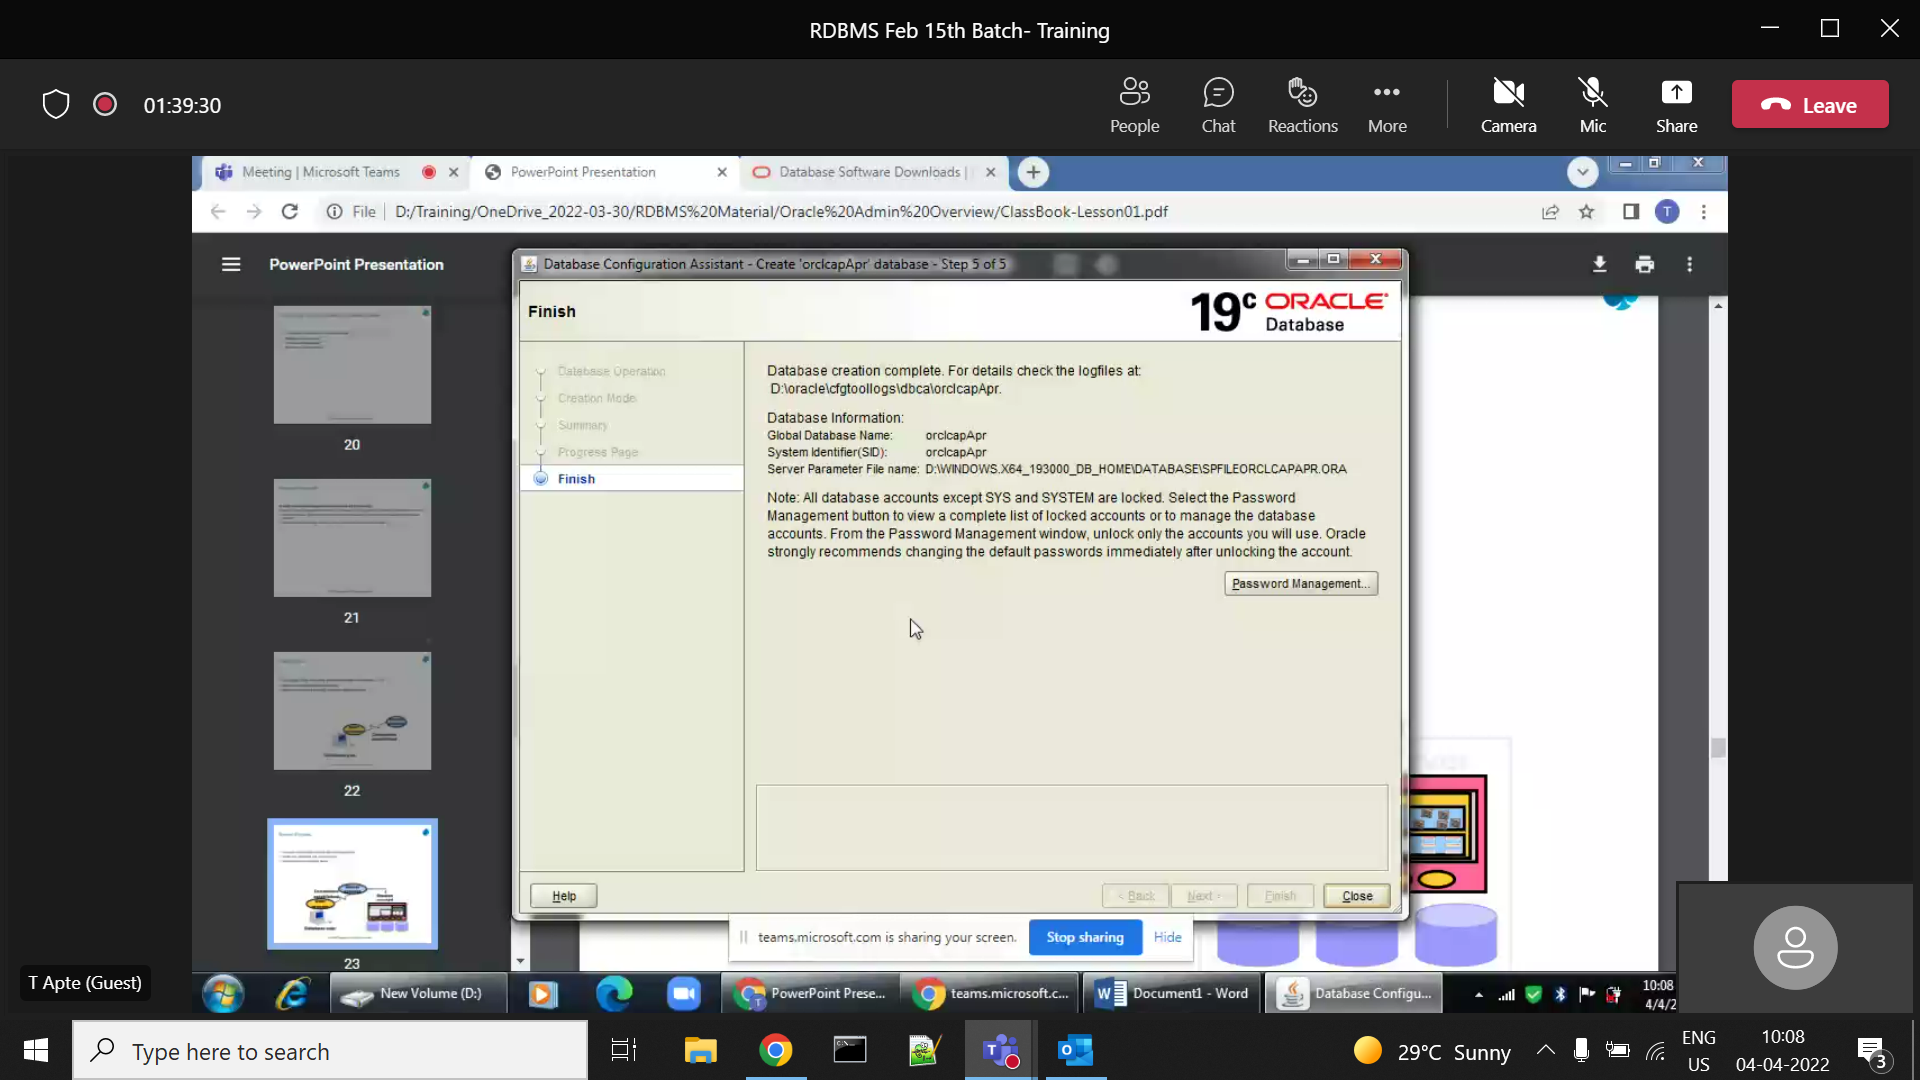 RDBMS Feb 15th Batch- Training
01:39:30
People
Chat
Reactions
More
Camera
Mic
Share
Leave
Meeting | Microsoft Teams
PowerPoint Presentation
Database Software Downloads |
File
D:/Training/OneDrive_2022-03-30/RDBMS%20Material/Oracle%20Admin%20Overview/ClassBook-Lesson01.pdf
T
PowerPoint Presentation
20
21
22
23
Database Configuration Assistant - Create 'orclcapApr' database - Step 5 of 5
Finish
19c ORACLE
Database
Database Operation
Creation Mode
Summary
Progress Page
Finish
Database creation complete. For details check the logfiles at:
D:\oracle\cfgtoollogs\dbca\orclcapApr.
Database Information:
Global Database Name: orclcapApr
System Identifier(SID): orclcapApr
Server Parameter File name: D:\WINDOWS.X64_193000_DB_HOME\DATABASE\SPFILEORCLCAPAPR.ORA
Note: All database accounts except SYS and SYSTEM are locked. Select the Password
Management button to view a complete list of locked accounts or to manage the database
accounts. From the Password Management window, unlock only the accounts you will use. Oracle
strongly recommends changing the default passwords immediately after unlocking the account.
Password Management...
Help
< Back
Next >
Finish
Close
teams.microsoft.com is sharing your screen.
Stop sharing
Hide
T Apte (Guest)
New Volume (D:)
PowerPoint Prese...
teams.microsoft.c...
Document1 - Word
Database Configu...
10:08
4/4/2
Type here to search
29°C Sunny
ENG
US
10:08
04-04-2022
3